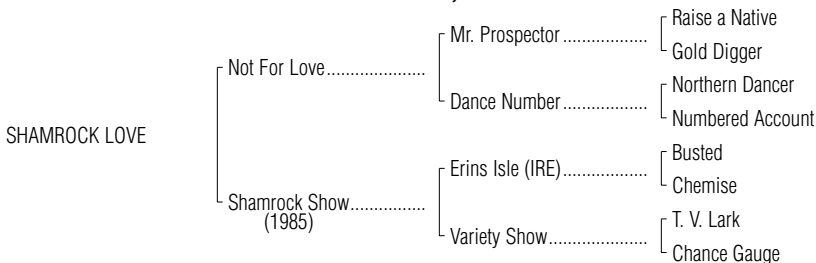 Raise a Native
Mr. Prospector ....................
Gold Digger
Not For Love.....................
Northern Dancer
Dance Number ....................
Numbered Account
SHAMROCK LOVE
Busted
Erins Isle (IRE)....................
Chemise
Shamrock Show................
(1985)
T. V. Lark
Variety Show.......................
Chance Gauge